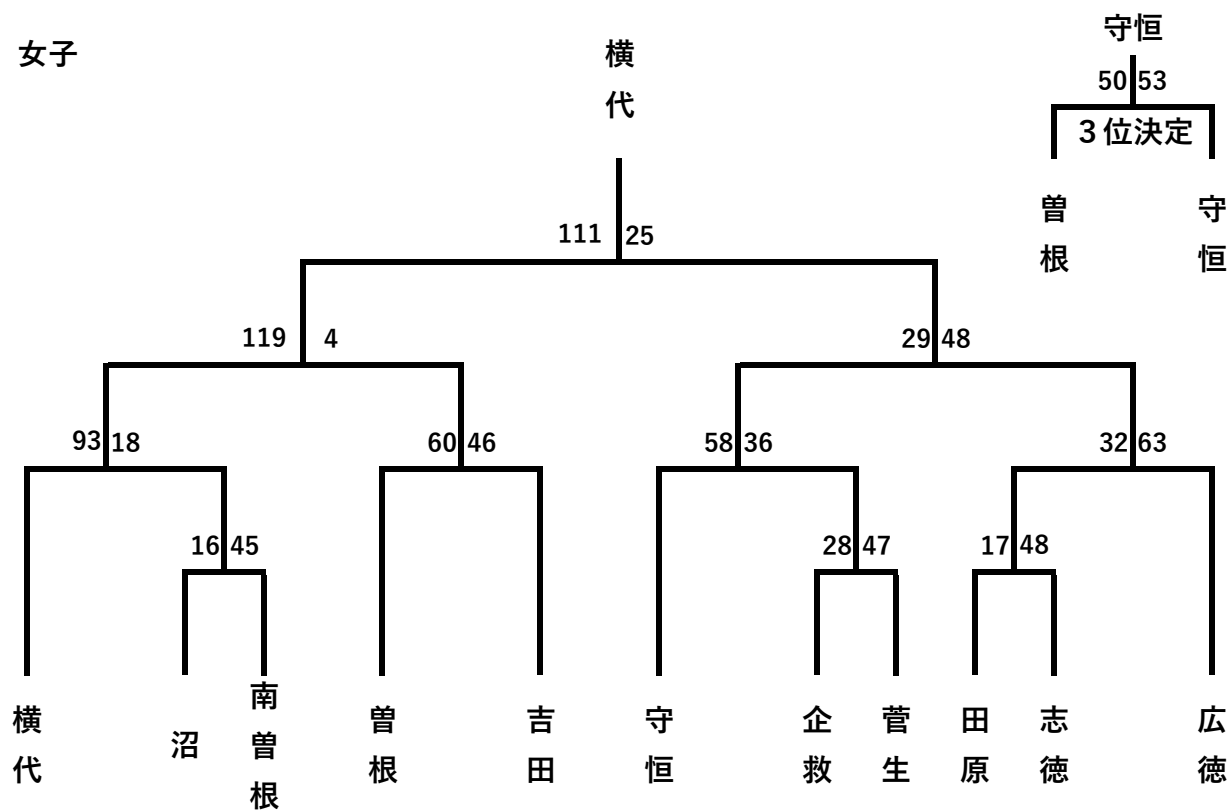 女子
横代
守恒
50 53
３位決定
曽根
守恒
111 25
119 4
29 48
93 18
60 46
58 36
32 63
16 45
28 47
17 48
横代
沼
南曽根
曽根
吉田
守恒
企救
菅生
田原
志徳
広徳